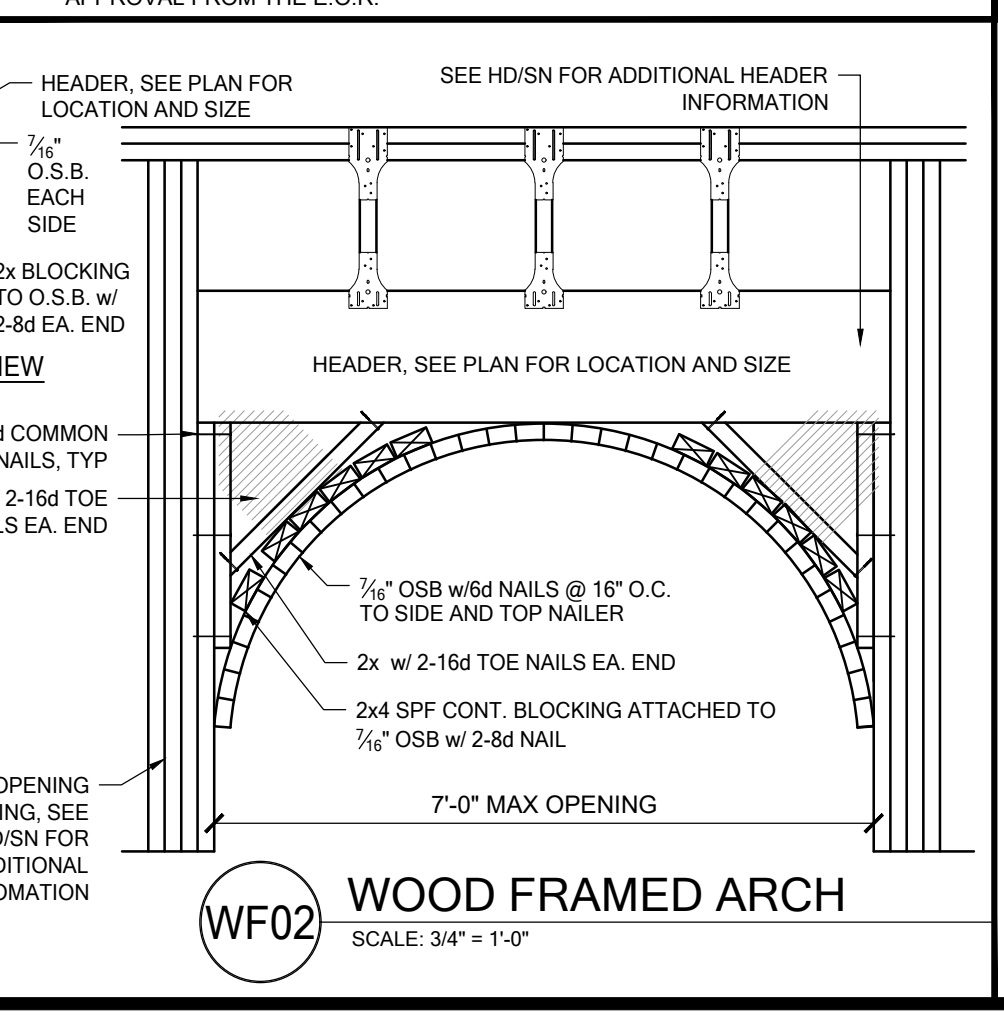 APPROVAL FROM THE E.O.R.
HEADER, SEE PLAN FOR
LOCATION AND SIZE
7⁄16"
O.S.B.
EACH
SIDE
2x BLOCKING
TO O.S.B. w/
2-8d EA. END
IEW
SEE HD/SN FOR ADDITIONAL HEADER
INFORMATION
HEADER, SEE PLAN FOR LOCATION AND SIZE
d COMMON
NAILS, TYP
2-16d TOE
LS EA. END
7⁄16" OSB w/6d NAILS @ 16" O.C.
TO SIDE AND TOP NAILER
2x w/ 2-16d TOE NAILS EA. END
2x4 SPF CONT. BLOCKING ATTACHED TO
7⁄16" OSB w/ 2-8d NAIL
OPENING
ING, SEE
D/SN FOR
DITIONAL
OMATION
7'-0" MAX OPENING
WF02
WOOD FRAMED ARCH
SCALE: 3/4" = 1'-0"